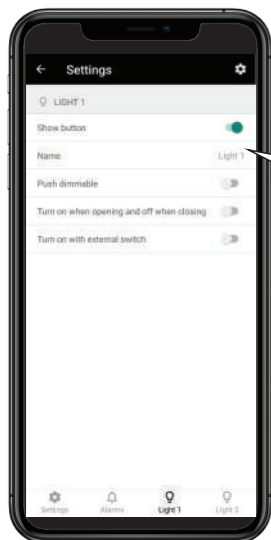 Settings
LIGHT 1
Show button
Name Light 1
Push dimmable
Turn on when opening and off when closing
Turn on with external switch
Settings Alarms Light 1 Light 2